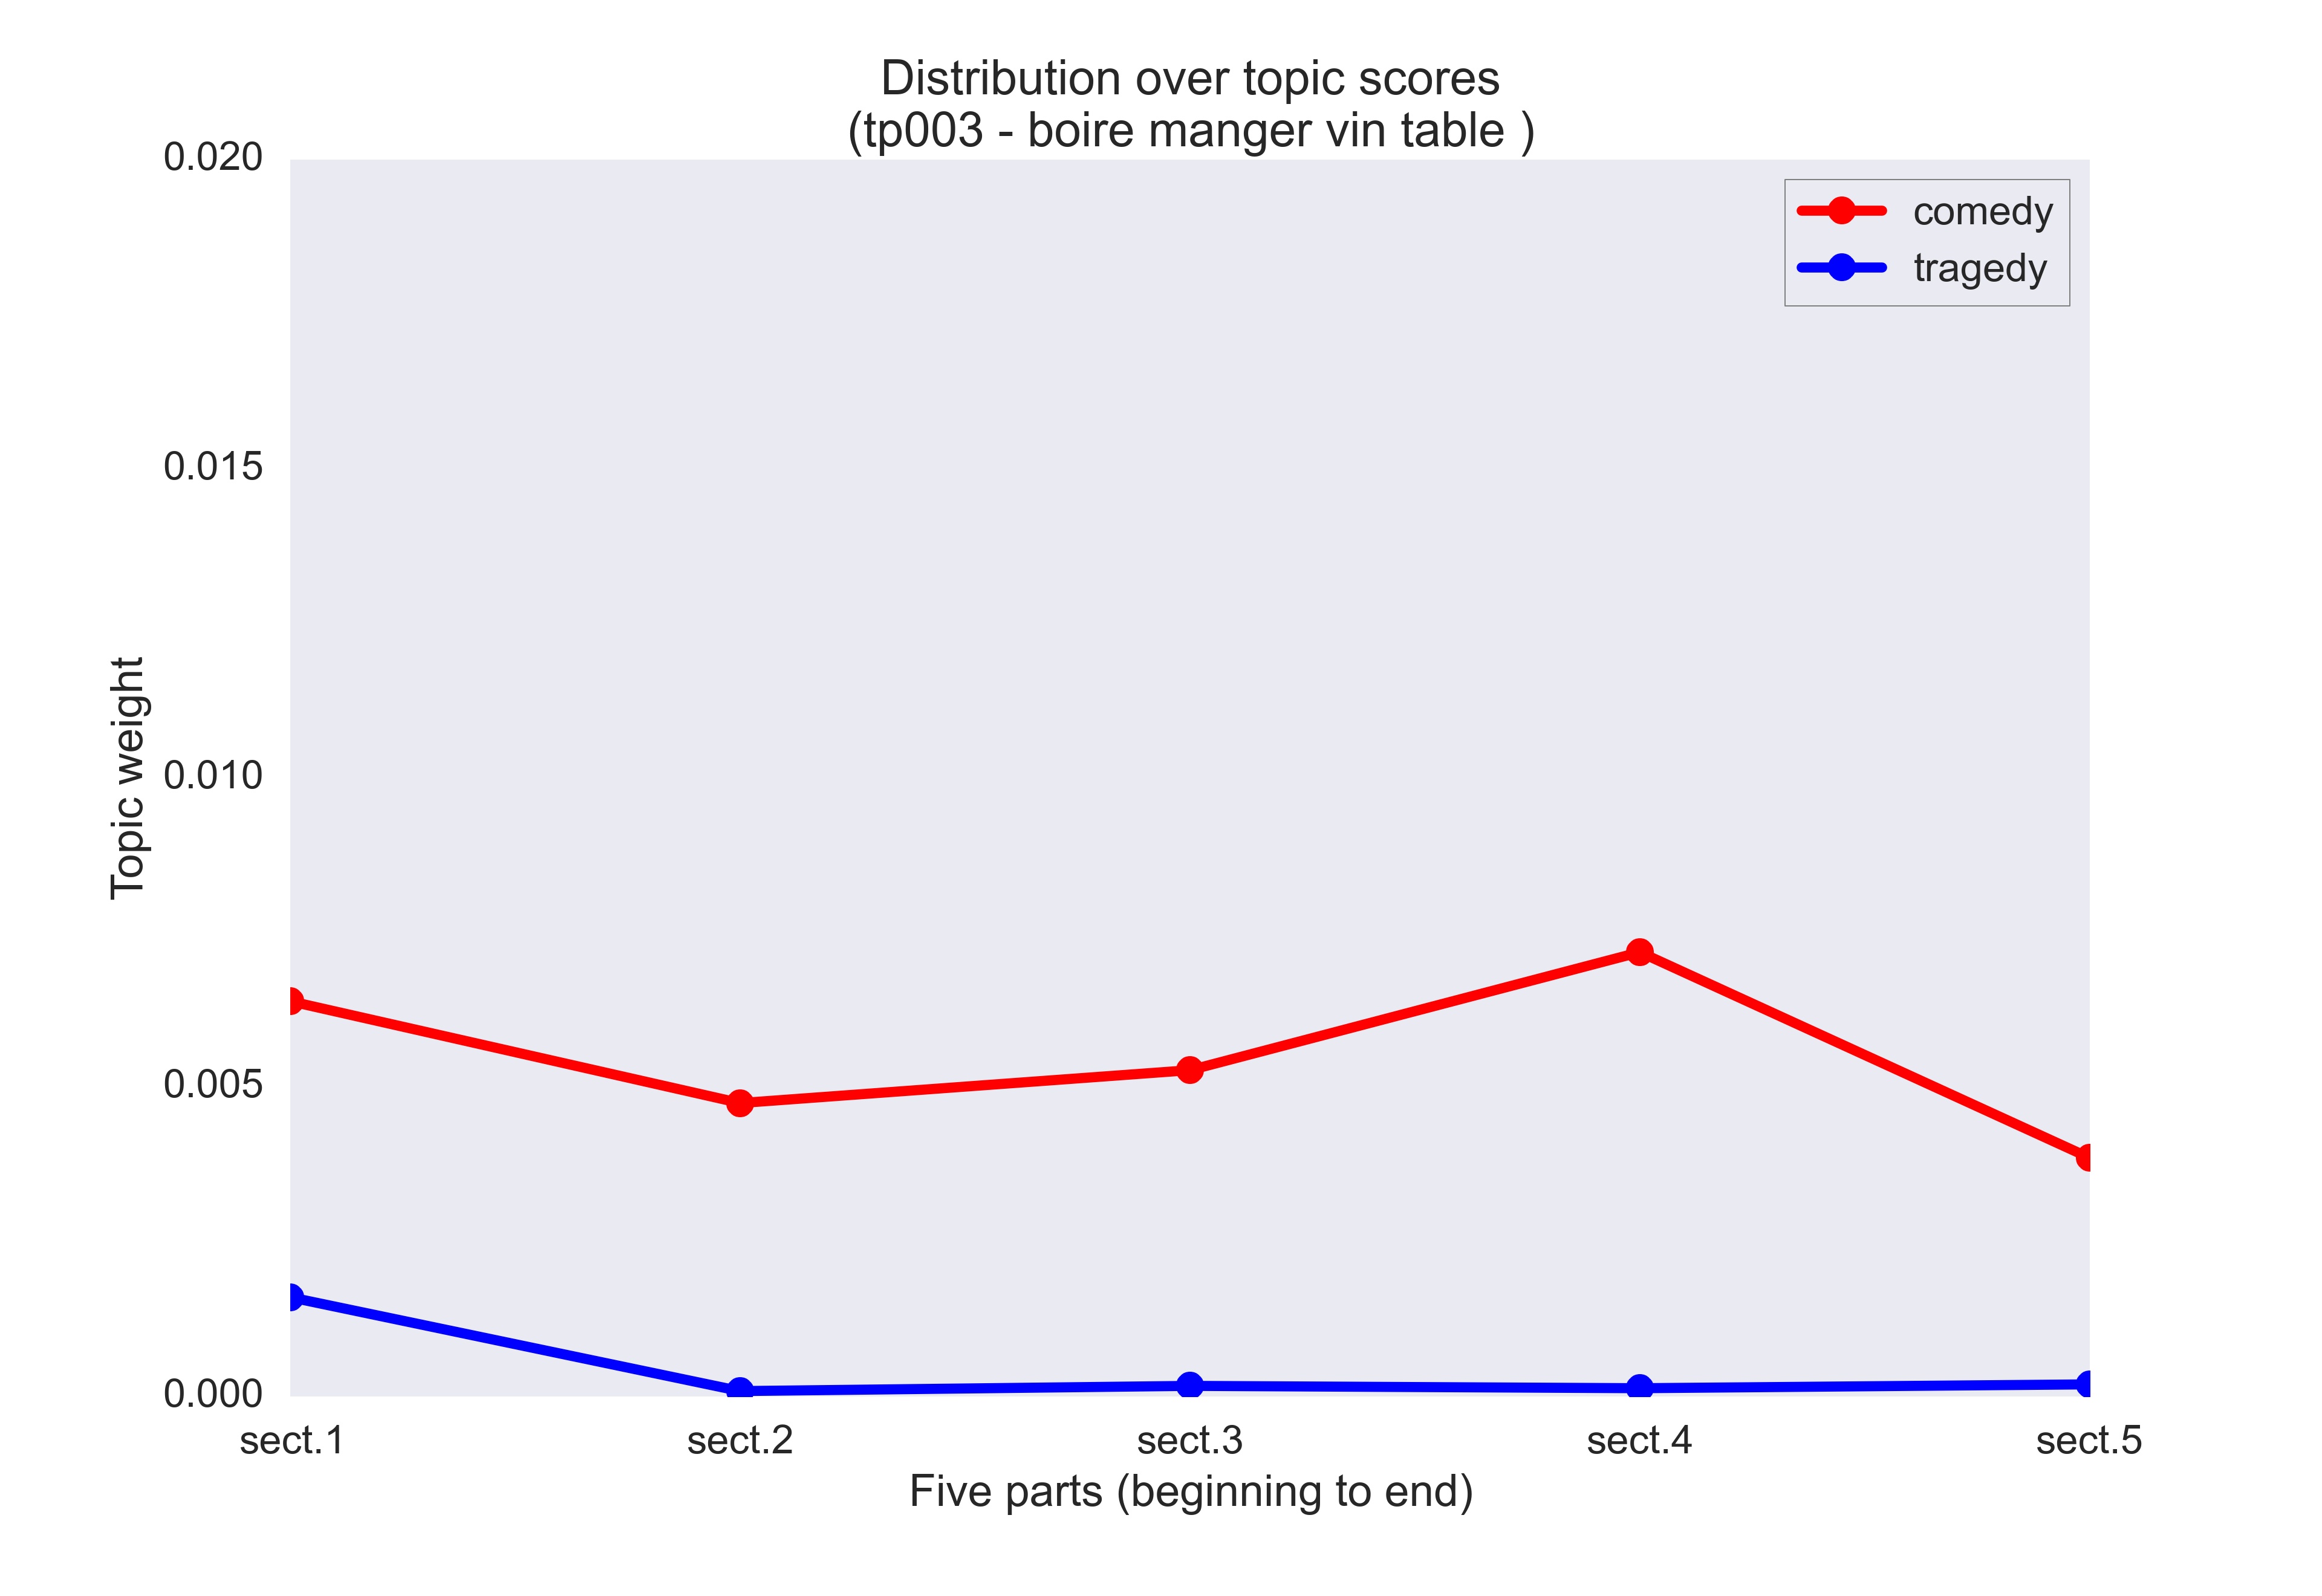 Distribution over topic scores
(tp003 - boire manger vin table )
comedy
tragedy
0.020
0.015
0.010
0.005
0.000
Topic weight
sect.1
sect.2
sect.3
sect.4
sect.5
Five parts (beginning to end)